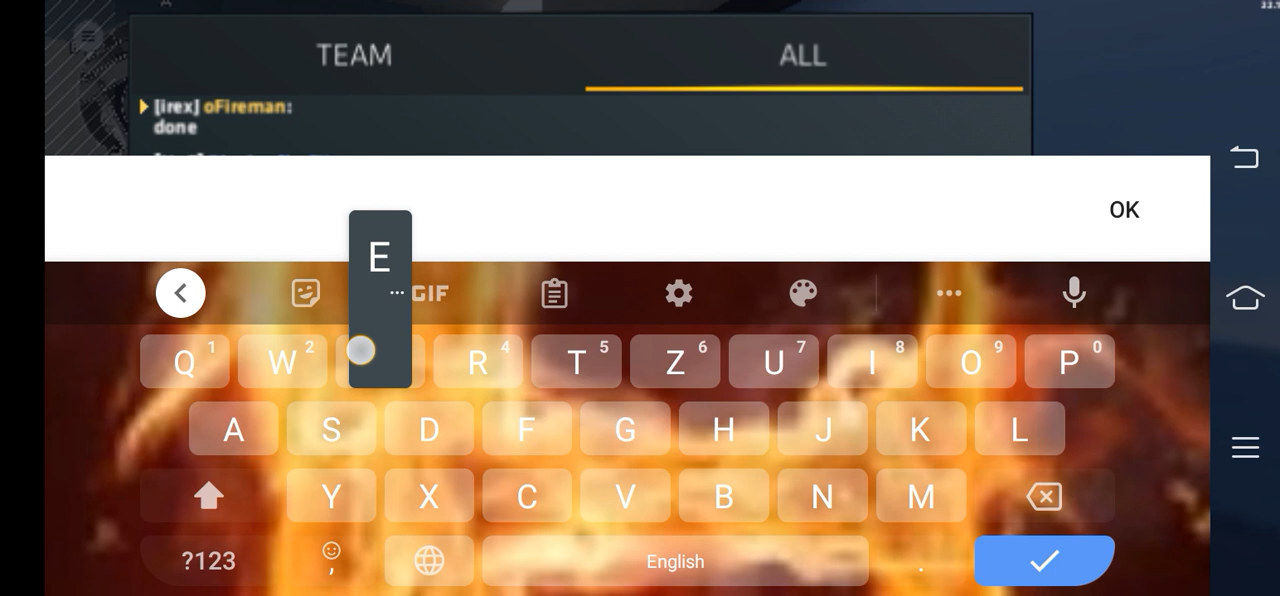 TEAM ALL
[irex] oFireman:
done
OK
E
... GIF
Q 1 W 2 R 4 T 5 Z 6 U 7 I 8 O 9 P 0
A S D F G H J K L
Y X C V B N M
?123 , English .